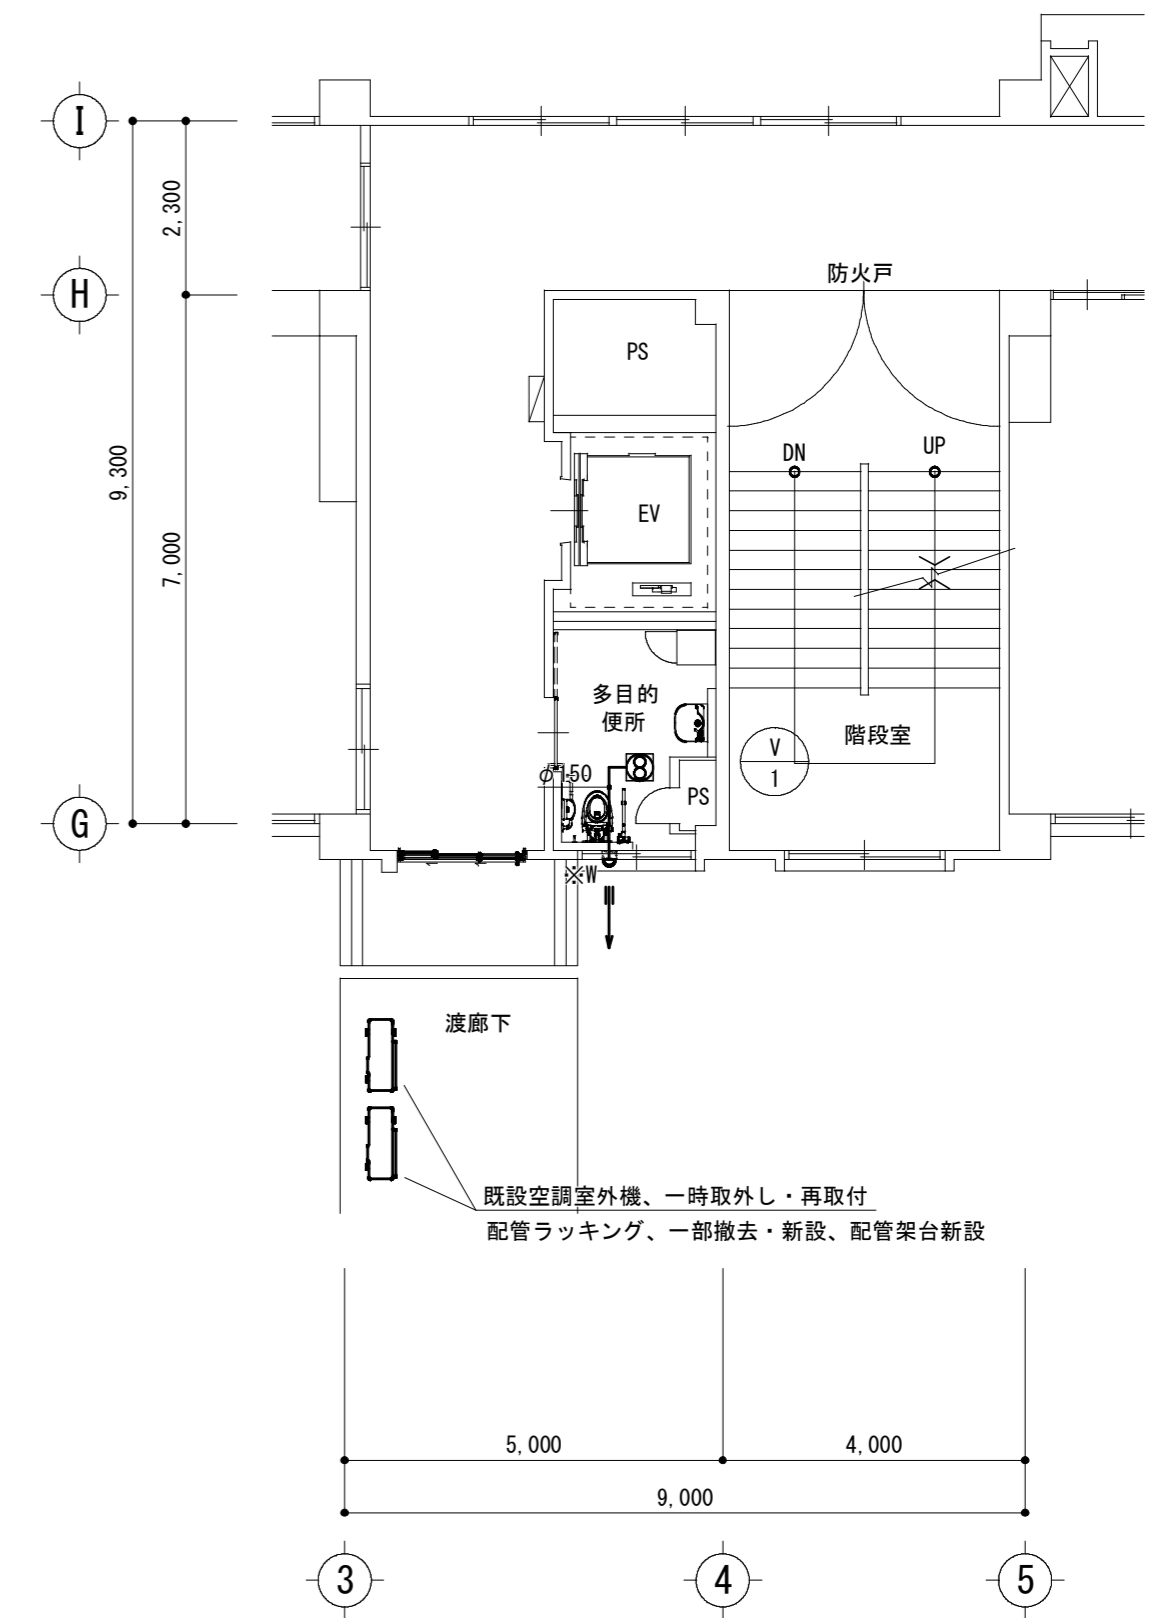 I
2,300
H
防火戸
PS
DN
UP
9,300
EV
7,000
多目的
便所
階段室
V
1
φ150
PS
G
※W
渡廊下
既設空調室外機、一時取外し・再取付
配管ラッキング、一部撤去・新設、配管架台新設
5,000
4,000
9,000
3
4
5